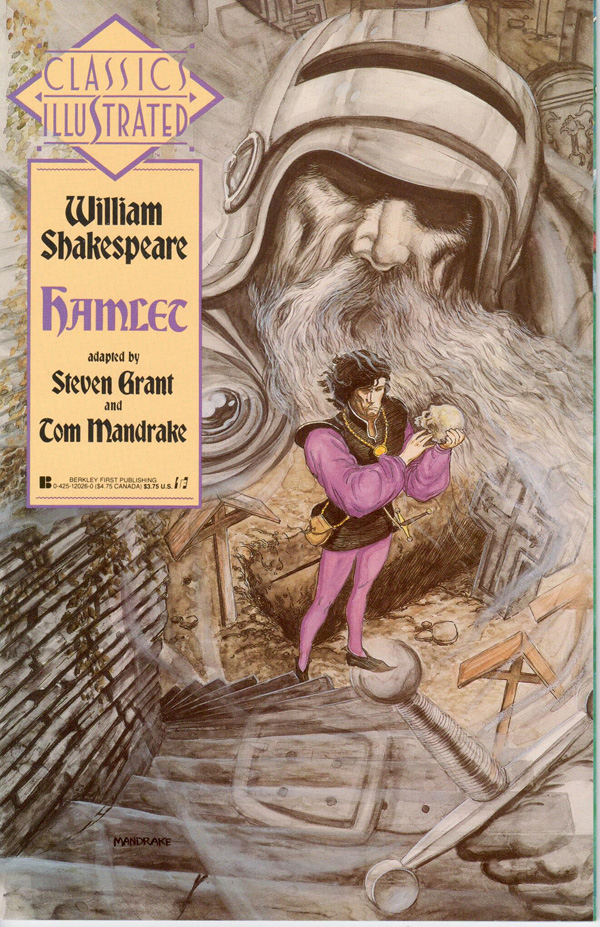 CLASSICS
ILLUSTRATED
TM
William
Shakespeare
HAMLET
adapted by
Steven Grant
and
Tom Mandrake
B
BERKLEY FIRST PUBLISHING
0-425-12026-0 ($4.75 CANADA) $3.75 U.S.
MANDRAKE